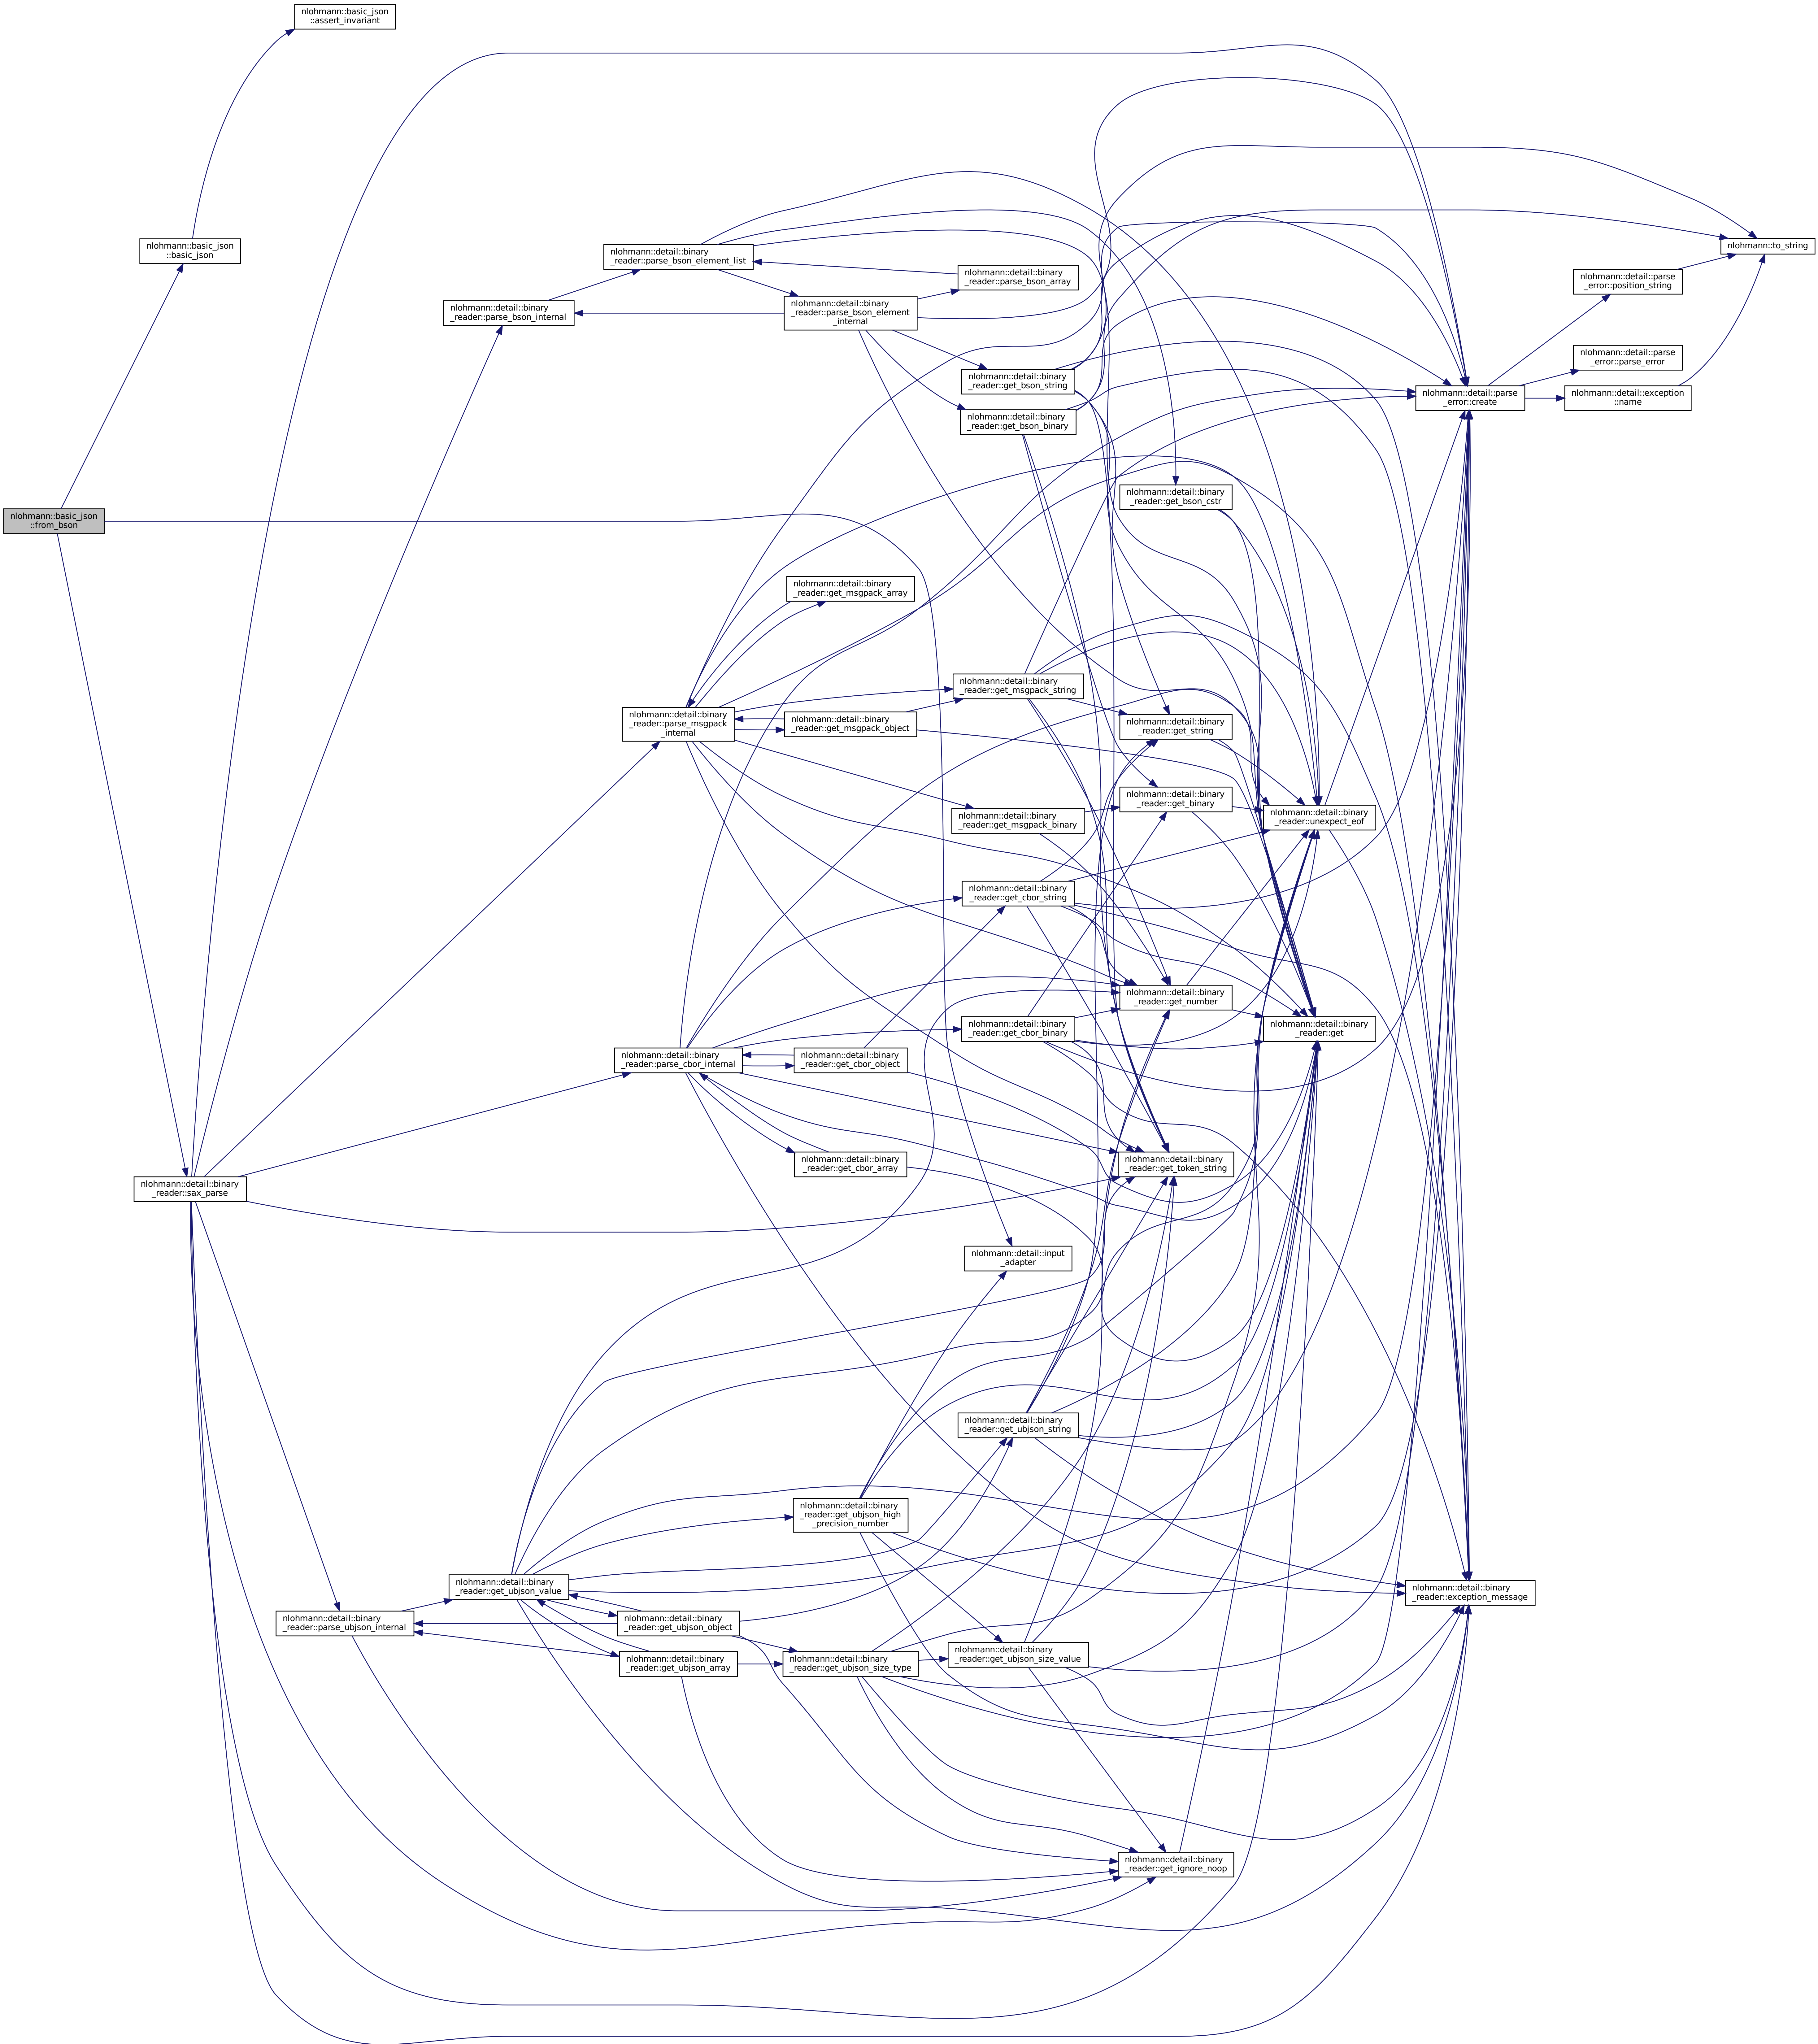 nlohmann::basic_json
::assert_invariant
nlohmann::basic_json
::basic_json
nlohmann::to_string
nlohmann::detail::binary
_reader::parse_bson_element_list
nlohmann::detail::binary
_reader::parse_bson_array
nlohmann::detail::parse
_error::position_string
nlohmann::detail::binary
_reader::parse_bson_internal
nlohmann::detail::binary
_reader::parse_bson_element
_internal
nlohmann::detail::parse
_error::parse_error
nlohmann::detail::binary
_reader::get_bson_string
nlohmann::detail::parse
_error::create
nlohmann::detail::exception
::name
nlohmann::detail::binary
_reader::get_bson_binary
nlohmann::detail::binary
_reader::get_bson_cstr
nlohmann::basic_json
::from_bson
nlohmann::detail::binary
_reader::get_msgpack_array
nlohmann::detail::binary
_reader::get_msgpack_string
nlohmann::detail::binary
_reader::parse_msgpack
_internal
nlohmann::detail::binary
_reader::get_msgpack_object
nlohmann::detail::binary
_reader::get_string
nlohmann::detail::binary
_reader::get_binary
nlohmann::detail::binary
_reader::get_msgpack_binary
nlohmann::detail::binary
_reader::unexpect_eof
nlohmann::detail::binary
_reader::get_cbor_string
nlohmann::detail::binary
_reader::get_number
nlohmann::detail::binary
_reader::get_cbor_binary
nlohmann::detail::binary
_reader::get
nlohmann::detail::binary
_reader::parse_cbor_internal
nlohmann::detail::binary
_reader::get_cbor_object
nlohmann::detail::binary
_reader::get_cbor_array
nlohmann::detail::binary
_reader::get_token_string
nlohmann::detail::binary
_reader::sax_parse
nlohmann::detail::input
_adapter
nlohmann::detail::binary
_reader::get_ubjson_string
nlohmann::detail::binary
_reader::get_ubjson_high
_precision_number
nlohmann::detail::binary
_reader::get_ubjson_value
nlohmann::detail::binary
_reader::exception_message
nlohmann::detail::binary
_reader::parse_ubjson_internal
nlohmann::detail::binary
_reader::get_ubjson_object
nlohmann::detail::binary
_reader::get_ubjson_array
nlohmann::detail::binary
_reader::get_ubjson_size_type
nlohmann::detail::binary
_reader::get_ubjson_size_value
nlohmann::detail::binary
_reader::get_ignore_noop